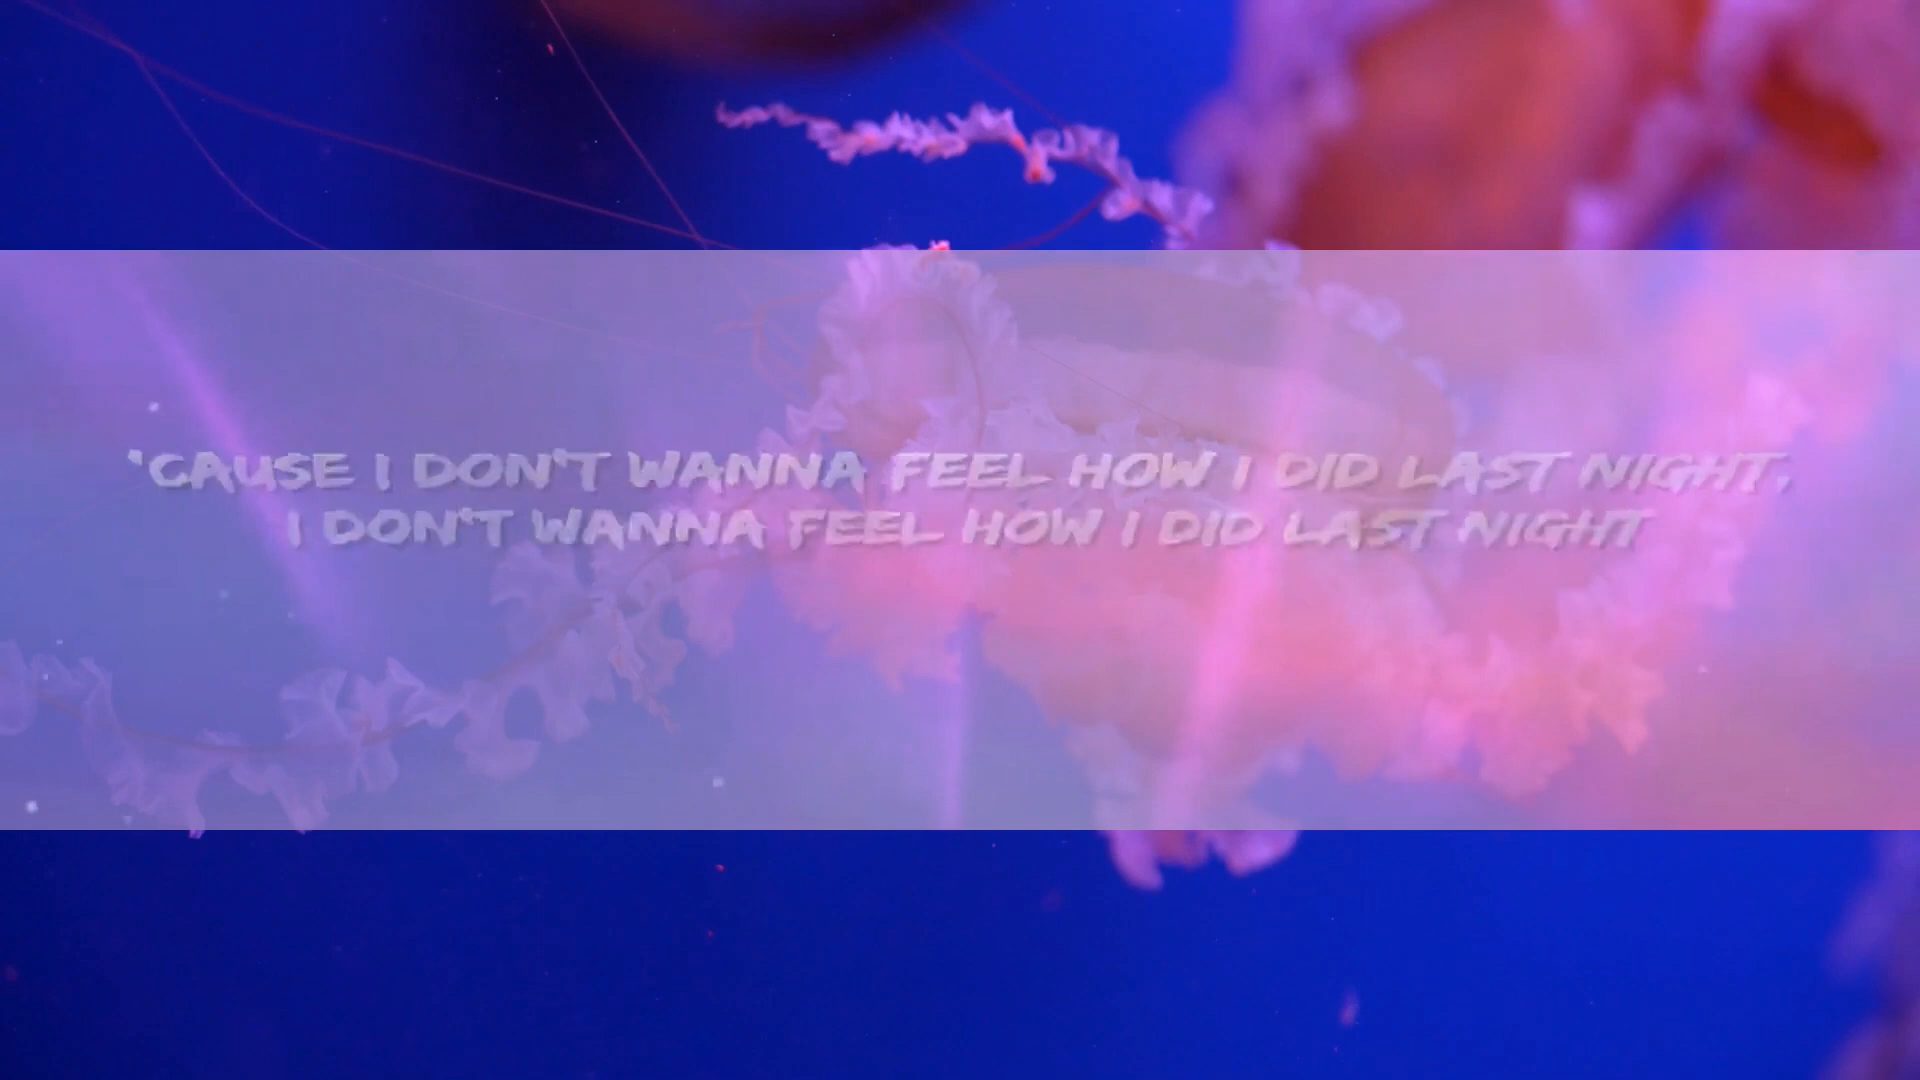 'CAUSE I DON'T WANNA FEEL HOW I DID LAST NIGHT,
I DON'T WANNA FEEL HOW I DID LAST NIGHT